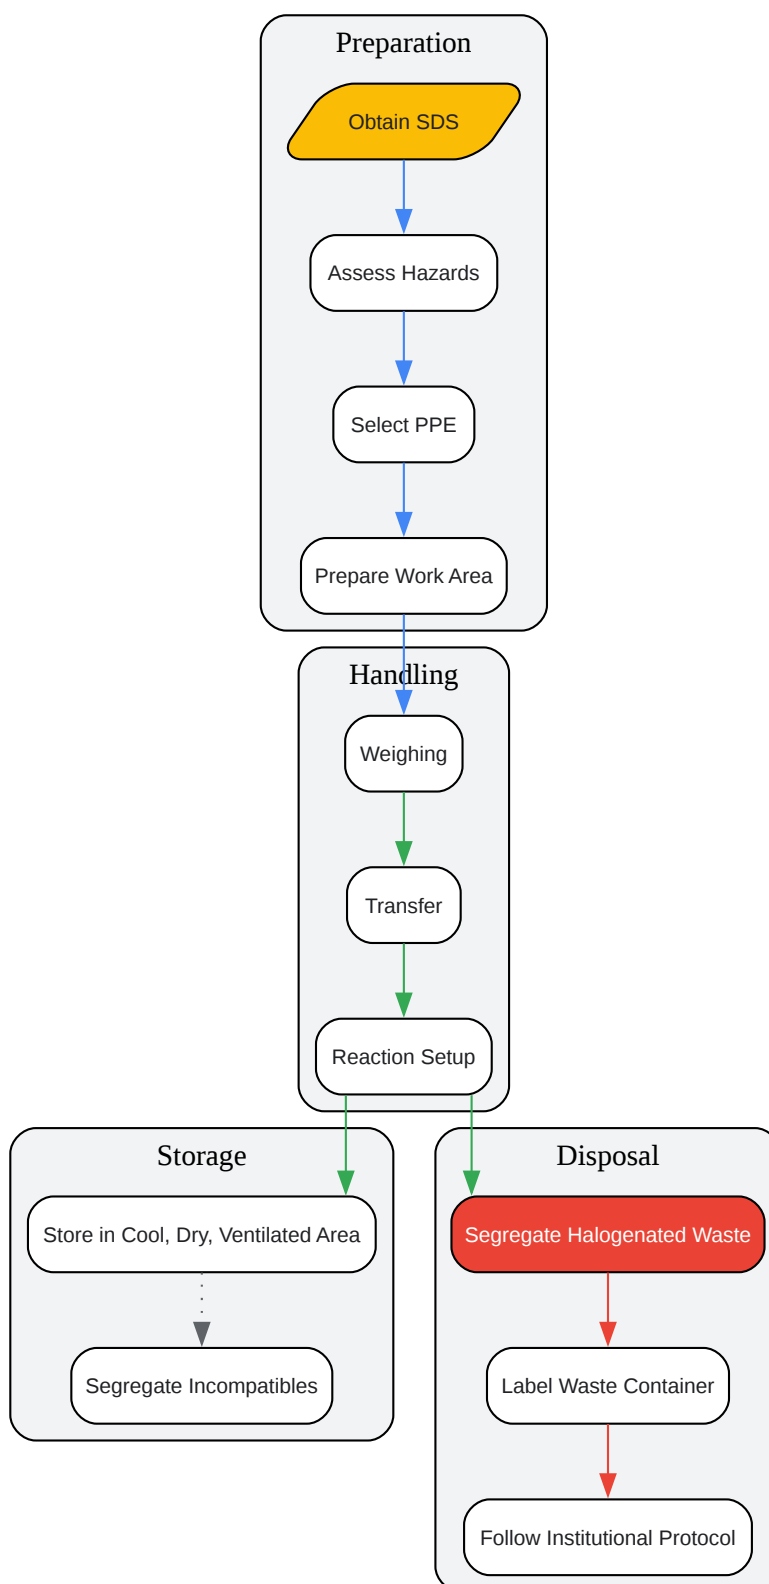 Preparation
Obtain SDS
Assess Hazards
Select PPE
Prepare Work Area
Handling
Weighing
Transfer
Reaction Setup
Storage
Store in Cool, Dry, Ventilated Area
Segregate Incompatibles
Disposal
Segregate Halogenated Waste
Label Waste Container
Follow Institutional Protocol